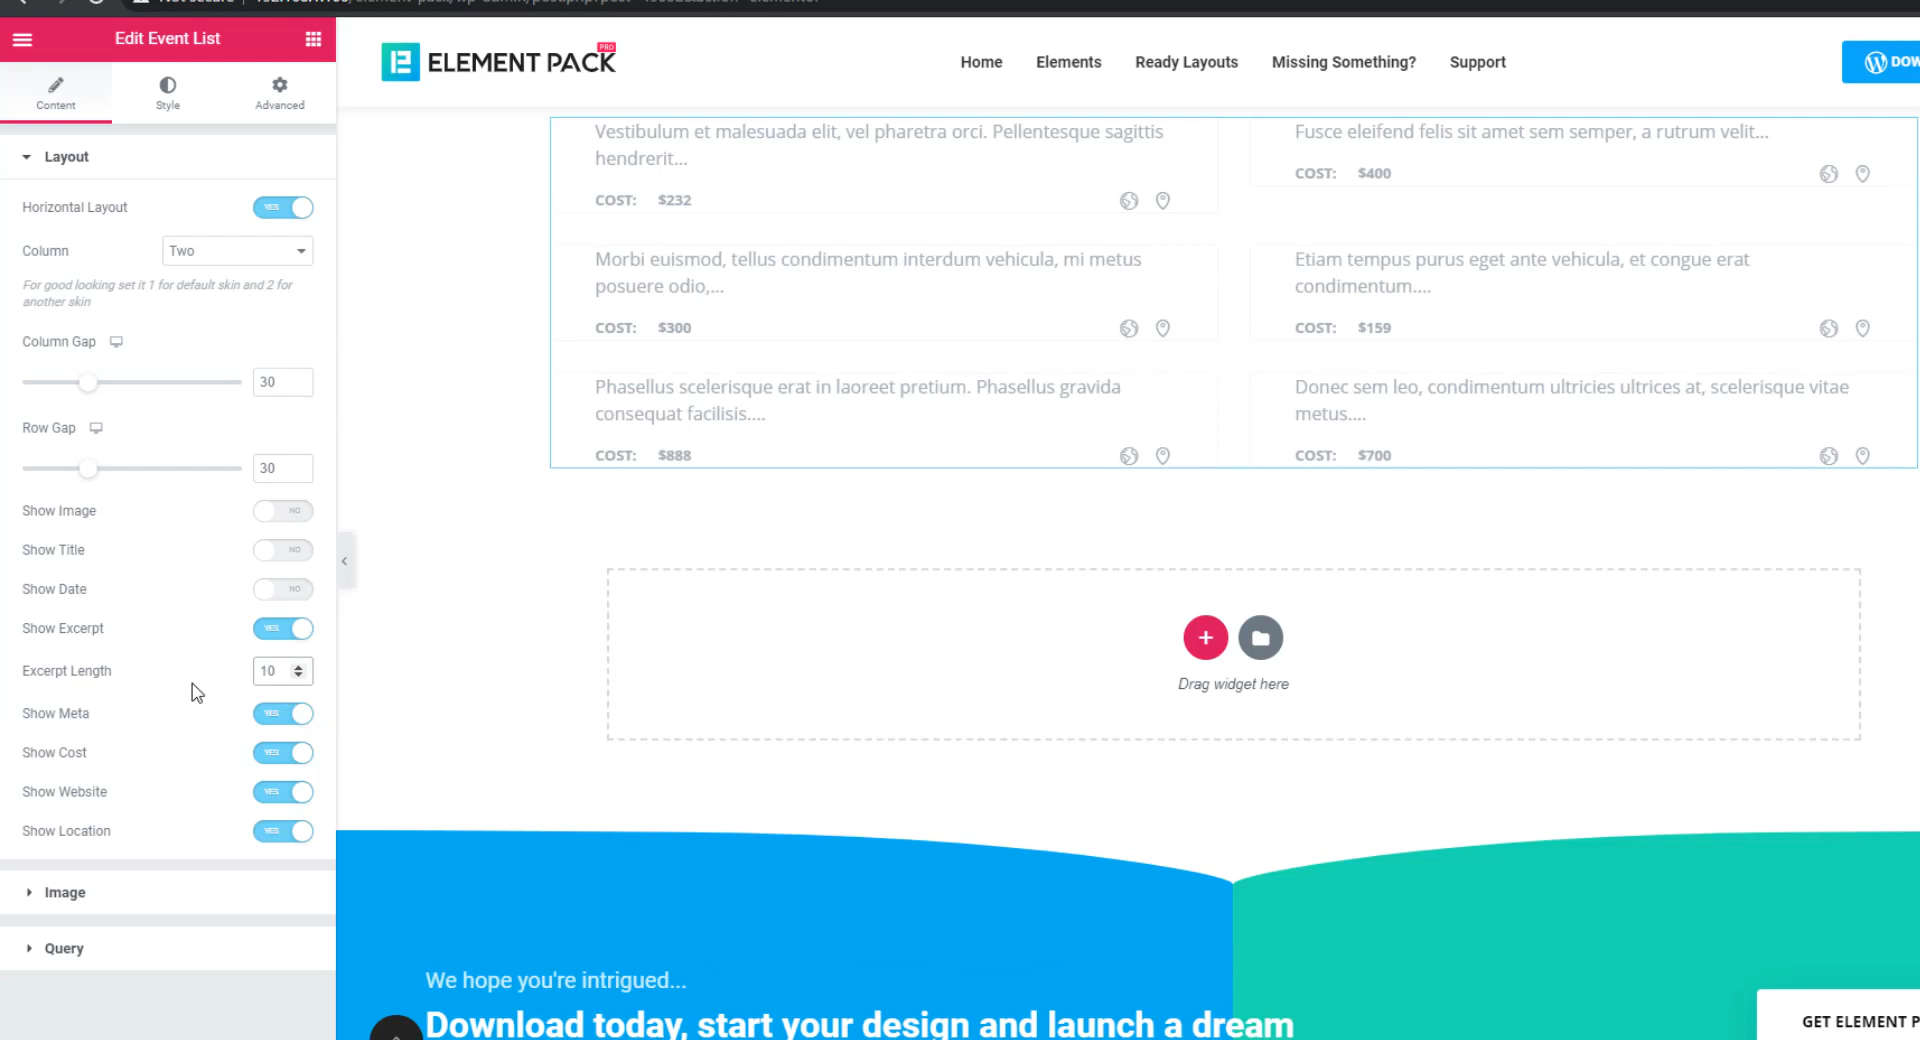 Edit Event List
PRO
ELEMENT PACK
Home
Elements
Ready Layouts
Missing Something?
Support
DOW
Content
Style
Advanced
Layout
Horizontal Layout
YES
Column
Two
For good looking set it 1 for default skin and 2 for
another skin
Column Gap
30
Row Gap
30
Show Image
NO
Show Title
NO
Show Date
NO
Show Excerpt
YES
Excerpt Length
10
Show Meta
YES
Show Cost
YES
Show Website
YES
Show Location
YES
Image
Query
Vestibulum et malesuada elit, vel pharetra orci. Pellentesque sagittis
hendrerit...
COST: $232
Fusce eleifend felis sit amet sem semper, a rutrum velit...
COST: $400
Morbi euismod, tellus condimentum interdum vehicula, mi metus
posuere odio,...
COST: $300
Etiam tempus purus eget ante vehicula, et congue erat
condimentum....
COST: $159
Phasellus scelerisque erat in laoreet pretium. Phasellus gravida
consequat facilisis....
COST: $888
Donec sem leo, condimentum ultricies ultrices at, scelerisque vitae
metus....
COST: $700
Drag widget here
We hope you're intrigued...
Download today, start your design and launch a dream
GET ELEMENT P